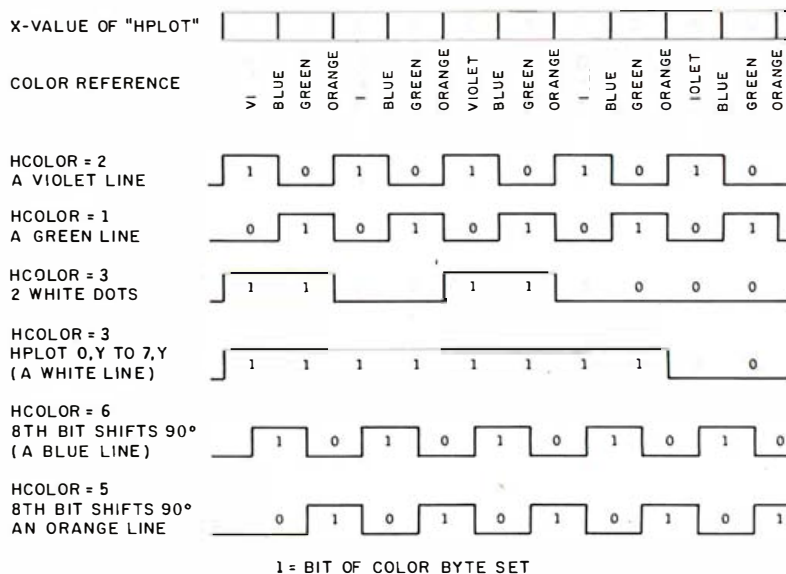 X-VALUE OF "HPLOT"
COLOR REFERENCE
VI BLUE GREEN ORANGE I BLUE GREEN ORANGE VIOLET BLUE GREEN ORANGE I BLUE GREEN ORANGE IOLET BLUE GREEN ORANGE
HCOLOR = 2
A VIOLET LINE
1 0 1 0 1 0 1 0 1 0
HCOLOR = 1
A GREEN LINE
0 1 0 1 0 1 0 1 0 1
HCOLOR = 3
2 WHITE DOTS
1 1 1 1 0 0 0
HCOLOR = 3
HPLOT 0,Y TO 7,Y
(A WHITE LINE)
1 1 1 1 1 1 1 1 0
HCOLOR = 6
8TH BIT SHIFTS 90°
(A BLUE LINE)
1 0 1 0 1 0 1 0 1 0
HCOLOR = 5
8TH BIT SHIFTS 90°
AN ORANGE LINE
0 1 0 1 0 1 0 1 0 1
1 = BIT OF COLOR BYTE SET